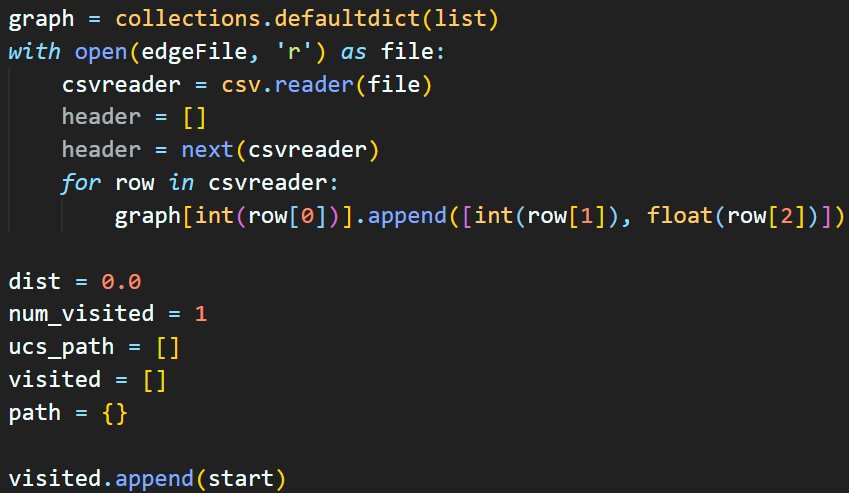 graph = collections.defaultdict(list)
with open(edgeFile, 'r') as file:
    csvreader = csv.reader(file)
    header = []
    header = next(csvreader)
    for row in csvreader:
        graph[int(row[0])].append([int(row[1]), float(row[2])])

dist = 0.0
num_visited = 1
ucs_path = []
visited = []
path = {}

visited.append(start)